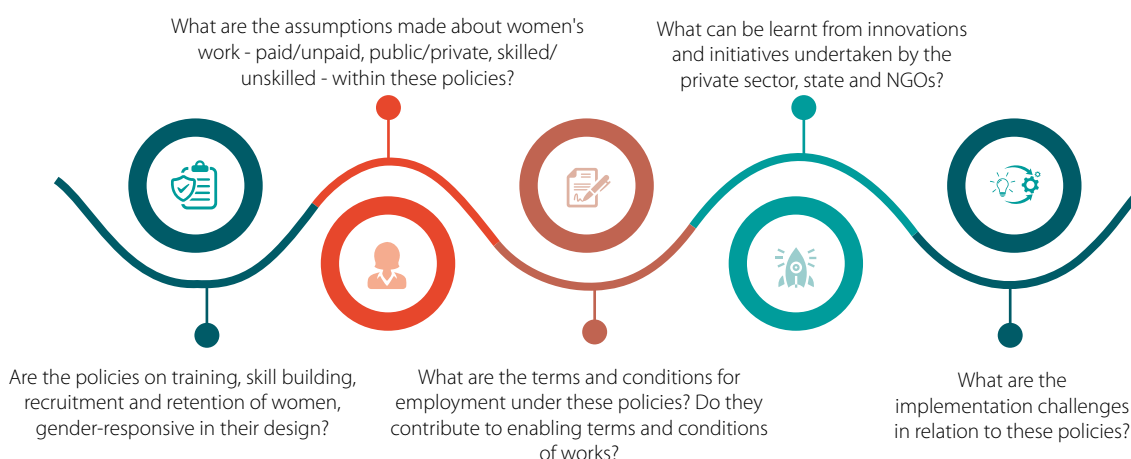 What are the assumptions made about women's
work - paid/unpaid, public/private, skilled/
unskilled - within these policies?
What can be learnt from innovations
and initiatives undertaken by the
private sector, state and NGOs?
Are the policies on training, skill building,
recruitment and retention of women,
gender-responsive in their design?
What are the terms and conditions for
employment under these policies? Do they
contribute to enabling terms and conditions
of works?
What are the
implementation challenges
in relation to these policies?